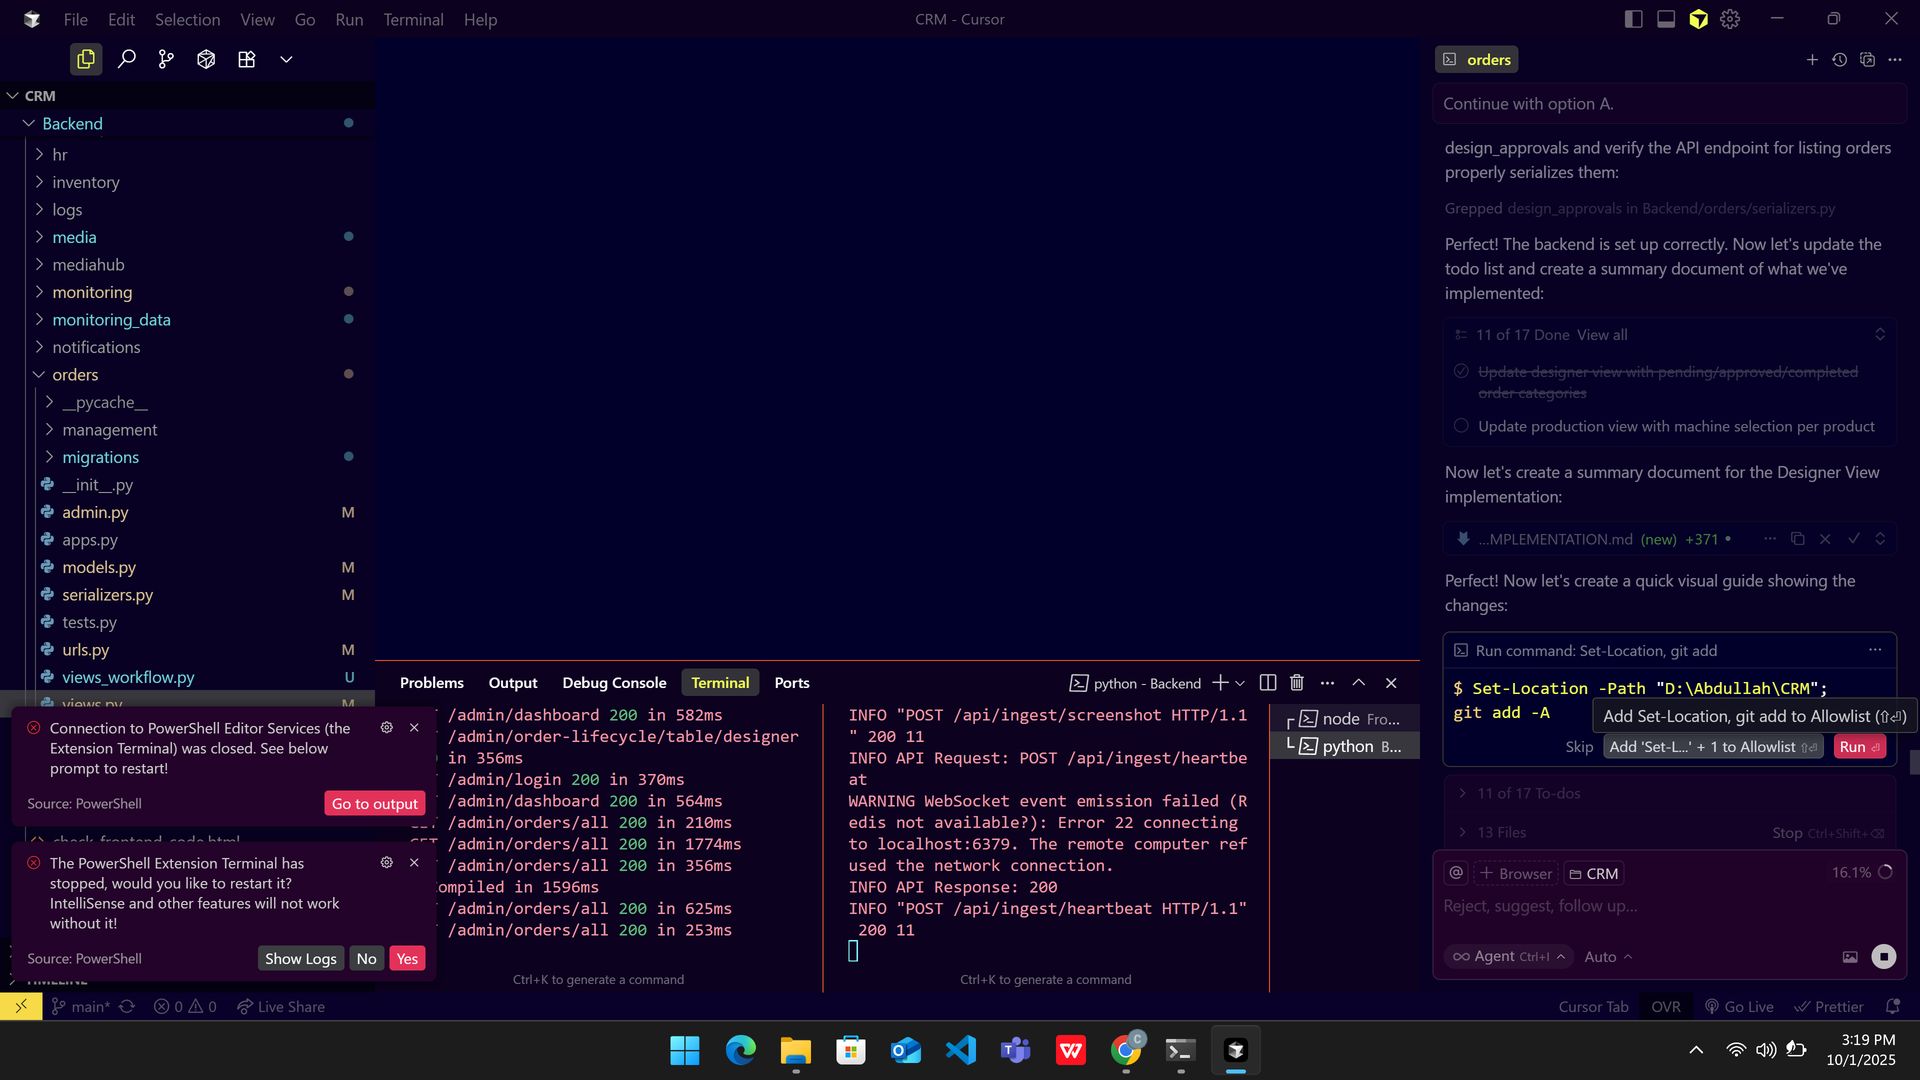 File Edit Selection View Go Run Terminal Help
CRM - Cursor
CRM
Backend
hr
inventory
logs
media
mediahub
monitoring
monitoring_data
notifications
orders
__pycache__
management
migrations
__init__.py
admin.py M
apps.py
models.py M
serializers.py M
tests.py
urls.py M
views_workflow.py U
views.py
Connection to PowerShell Editor Services (the
Extension Terminal) was closed. See below
prompt to restart!
Source: PowerShell
Go to output
check_frontend_code.html
The PowerShell Extension Terminal has
stopped, would you like to restart it?
IntelliSense and other features will not work
without it!
Source: PowerShell
Show Logs No Yes
TIMELINE
Problems Output Debug Console Terminal Ports
python - Backend
/admin/dashboard 200 in 582ms
/admin/order-lifecycle/table/designer
in 356ms
/admin/login 200 in 370ms
/admin/dashboard 200 in 564ms
/admin/orders/all 200 in 210ms
GET /admin/orders/all 200 in 1774ms
/admin/orders/all 200 in 356ms
ompiled in 1596ms
/admin/orders/all 200 in 625ms
/admin/orders/all 200 in 253ms
Ctrl+K to generate a command
INFO "POST /api/ingest/screenshot HTTP/1.1
" 200 11
INFO API Request: POST /api/ingest/heartbe
at
WARNING WebSocket event emission failed (R
edis not available?): Error 22 connecting
to localhost:6379. The remote computer ref
used the network connection.
INFO API Response: 200
INFO "POST /api/ingest/heartbeat HTTP/1.1"
200 11
Ctrl+K to generate a command
node Fro...
python B...
orders
Continue with option A.
design_approvals and verify the API endpoint for listing orders
properly serializes them:
Grepped design_approvals in Backend/orders/serializers.py
Perfect! The backend is set up correctly. Now let's update the
todo list and create a summary document of what we've
implemented:
11 of 17 Done View all
Update designer view with pending/approved/completed
order categories
Update production view with machine selection per product
Now let's create a summary document for the Designer View
implementation:
...MPLEMENTATION.md (new) +371 •
Perfect! Now let's create a quick visual guide showing the
changes:
Run command: Set-Location, git add
$ Set-Location -Path "D:\Abdullah\CRM";
git add -A
Add Set-Location, git add to Allowlist (⇧⏎)
Skip Add 'Set-L...' + 1 to Allowlist ⇧⏎ Run ⏎
11 of 17 To-dos
13 Files
Stop Ctrl+Shift+⌫
@ + Browser CRM 16.1%
Reject, suggest, follow up...
∞ Agent Ctrl+I Auto
main* 0 0 Live Share
Cursor Tab OVR Go Live Prettier
3:19 PM
10/1/2025